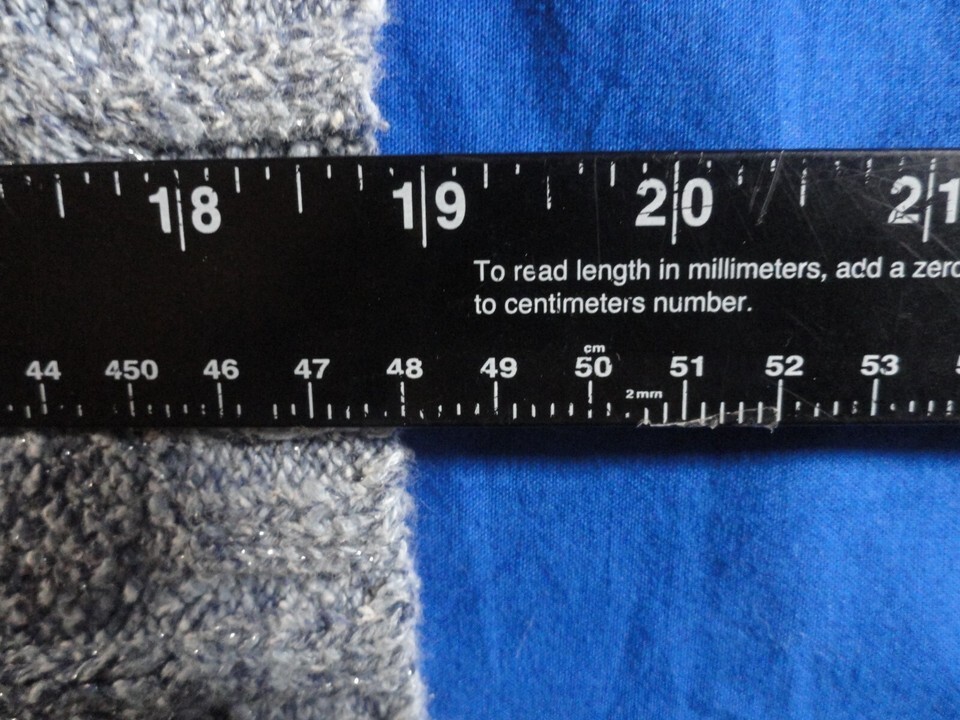 18 19 20 21
To read length in millimeters, add a zero
to centimeters number.
cm
44 450 46 47 48 49 50 51 52 53
2mm